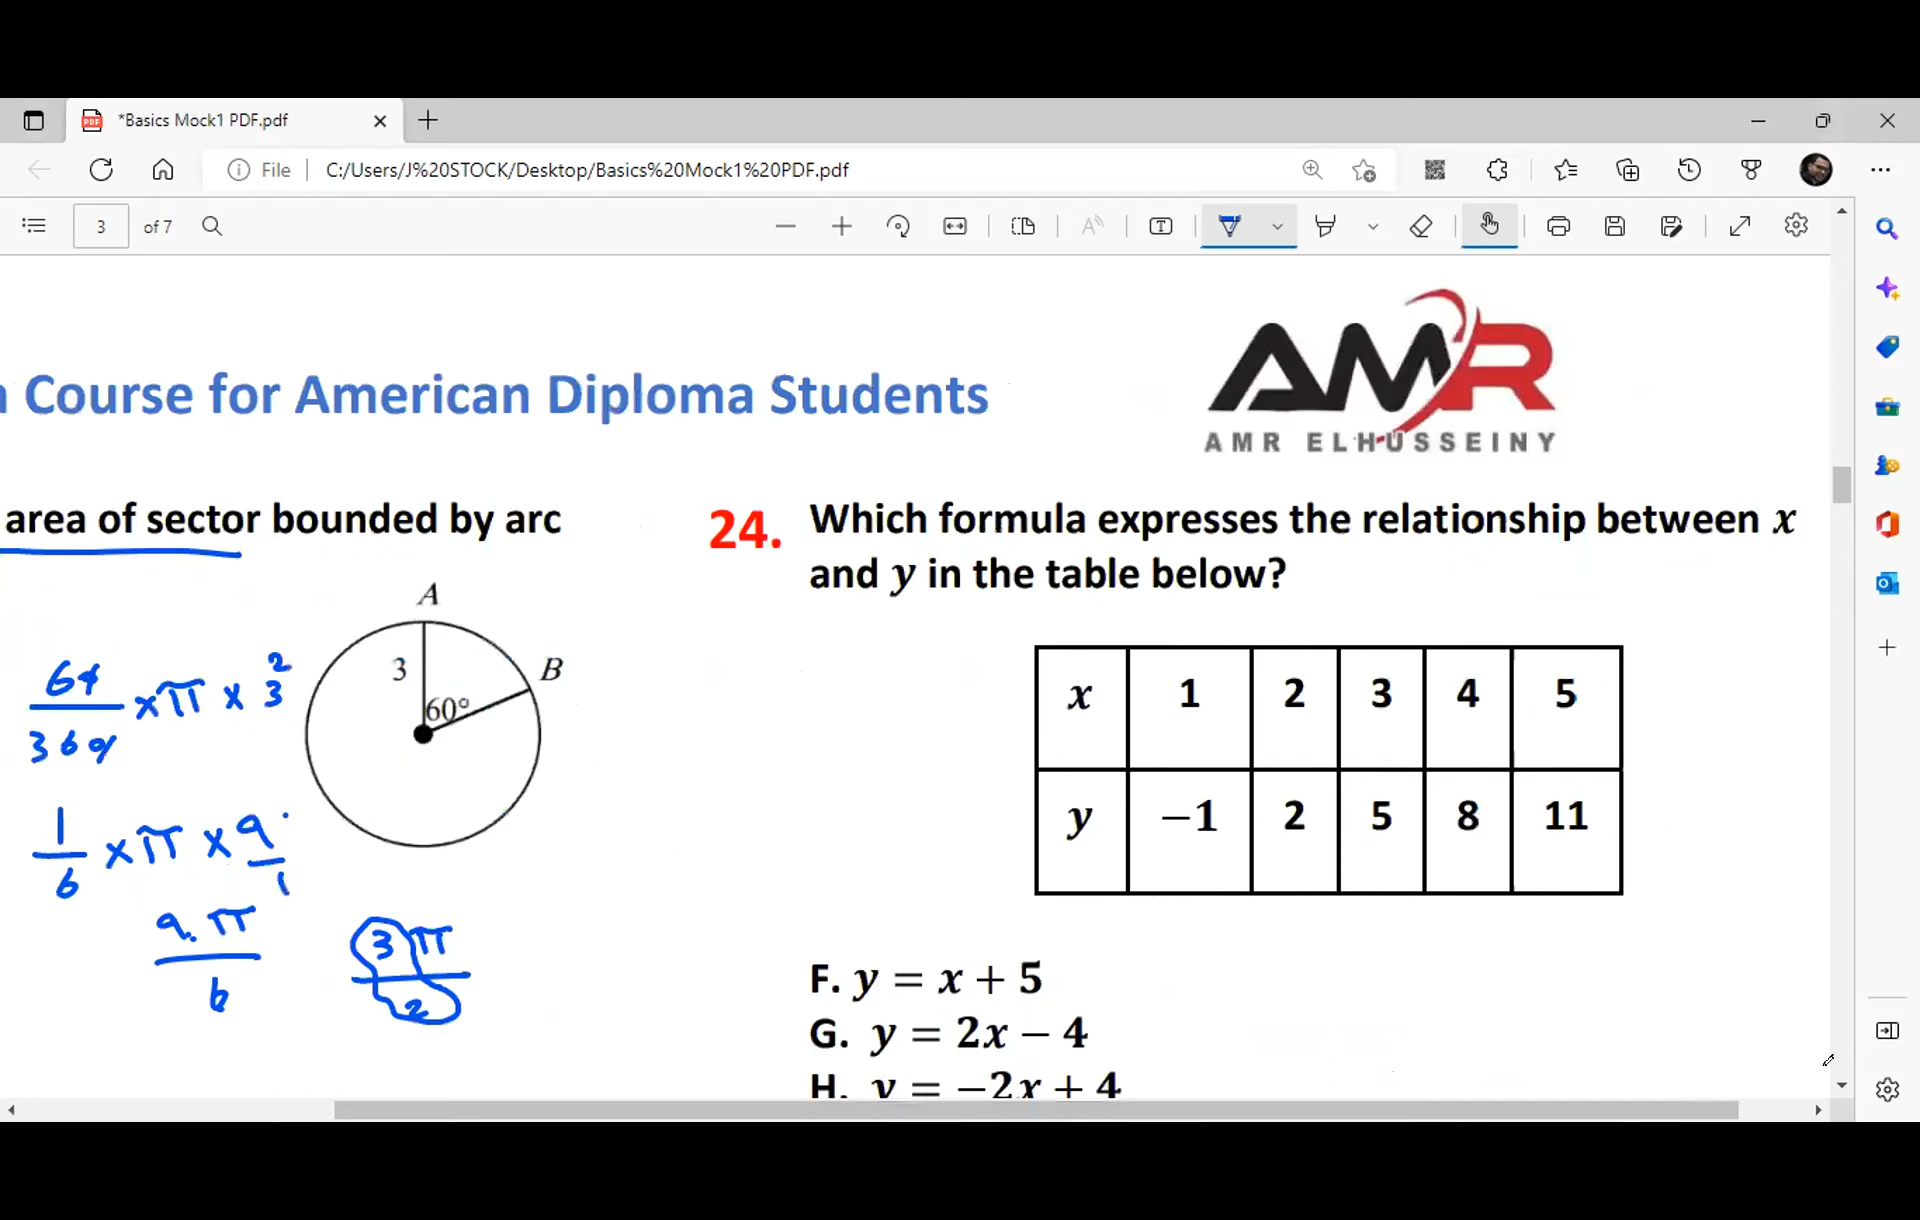 *Basics Mock1 PDF.pdf
File
C:/Users/J%20STOCK/Desktop/Basics%20Mock1%20PDF.pdf
3 of 7
Course for American Diploma Students
AMR
AMR ELHUSSEINY
area of sector bounded by arc
A
B
3
60°
60/360 × π × 3²
1/6 × π × 9/1
9.π/6
3π/2
24. Which formula expresses the relationship between x
and y in the table below?
x 1 2 3 4 5
y −1 2 5 8 11
F. y = x + 5
G. y = 2x − 4
H. y = −2x + 4